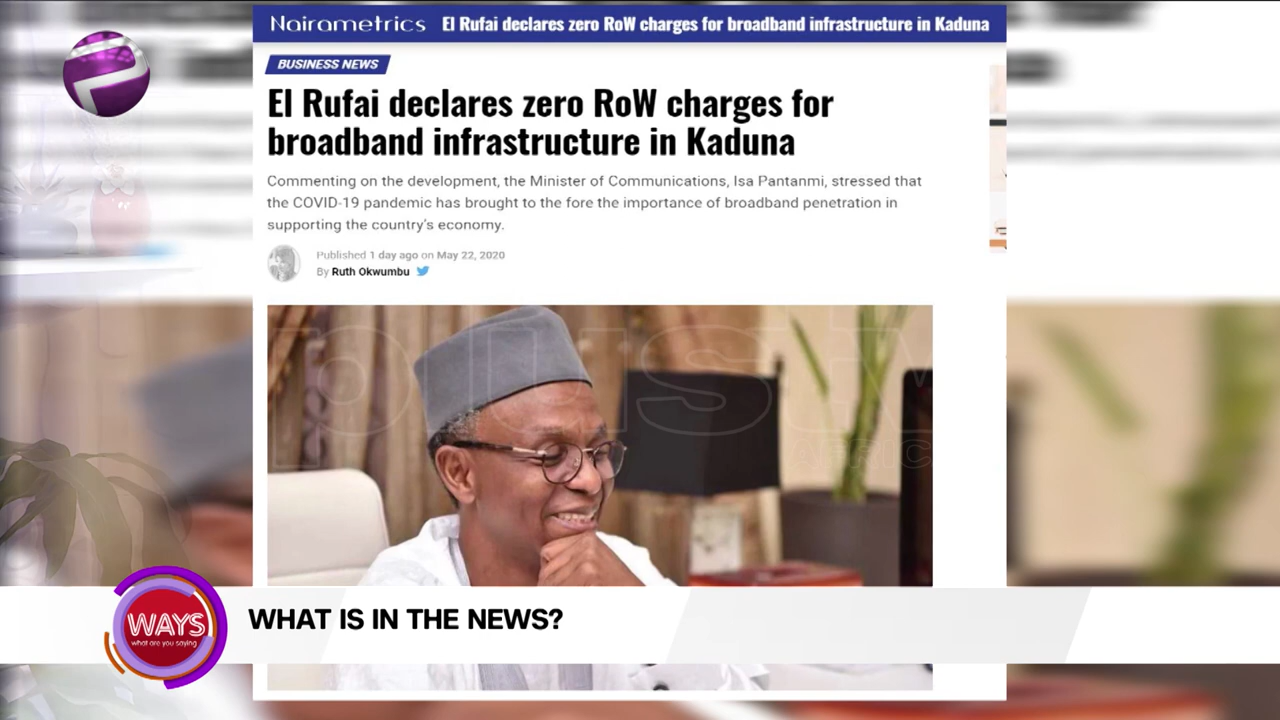 Nairametrics El Rufai declares zero RoW charges for broadband infrastructure in Kaduna
BUSINESS NEWS
El Rufai declares zero RoW charges for
broadband infrastructure in Kaduna
Commenting on the development, the Minister of Communications, Isa Pantanmi, stressed that
the COVID-19 pandemic has brought to the fore the importance of broadband penetration in
supporting the country's economy.
Published 1 day ago on May 22, 2020
By Ruth Okwumbu
plustv
AFRICA
WAYS
what are you saying
WHAT IS IN THE NEWS?